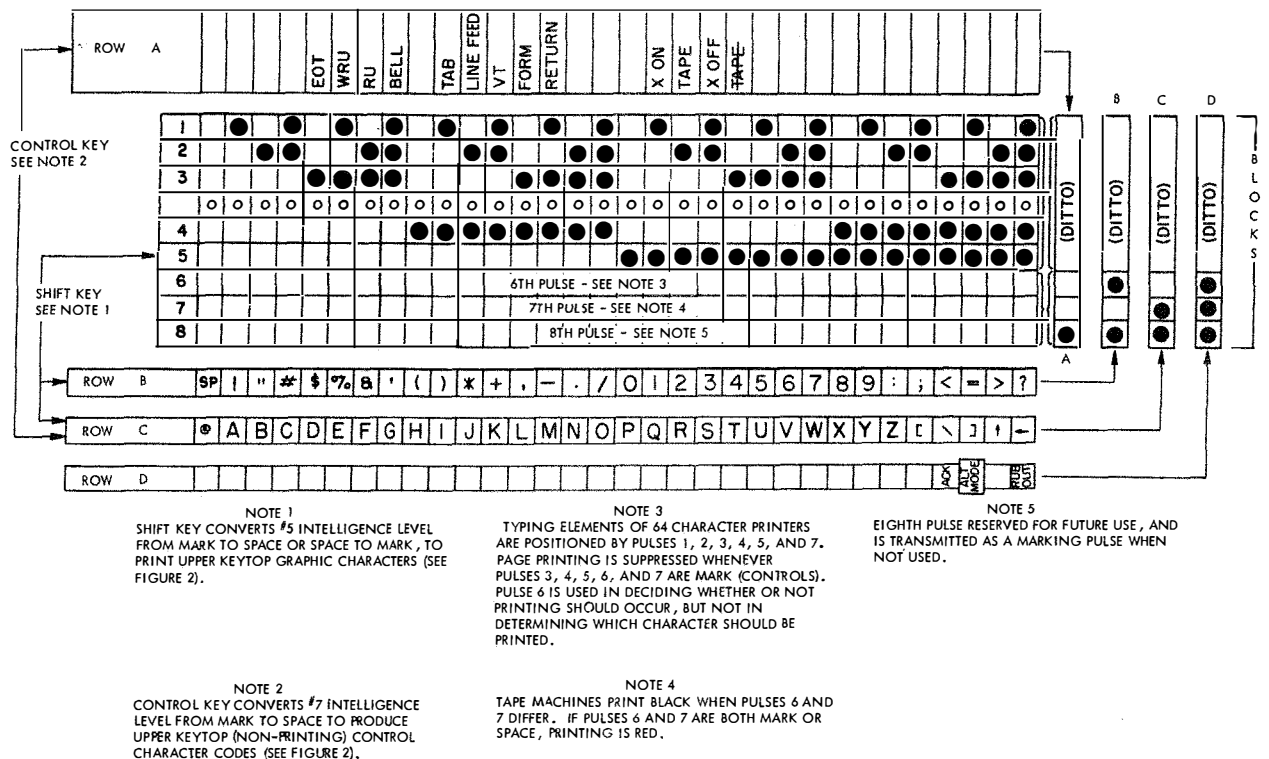 ROW A
EOT WRU RU BELL TAB LINE FEED VT FORM RETURN X ON TAPE X OFF TAPE
B C D
CONTROL KEY
SEE NOTE 2
1
2
3
4
5
6 6TH PULSE - SEE NOTE 3
7 7TH PULSE - SEE NOTE 4
8 8TH PULSE - SEE NOTE 5
(DITTO) (DITTO) (DITTO) (DITTO)
BLOCKS
SHIFT KEY
SEE NOTE 1
A
ROW B SP ! " # $ % & ' ( ) * + , - . / 0 1 2 3 4 5 6 7 8 9 : ; < = > ?
ROW C @ A B C D E F G H I J K L M N O P Q R S T U V W X Y Z [ \ ] ↑ ←
ROW D ACK ALT MODE RUB OUT
NOTE 1
SHIFT KEY CONVERTS #5 INTELLIGENCE LEVEL
FROM MARK TO SPACE OR SPACE TO MARK, TO
PRINT UPPER KEYTOP GRAPHIC CHARACTERS (SEE
FIGURE 2).
NOTE 3
TYPING ELEMENTS OF 64 CHARACTER PRINTERS
ARE POSITIONED BY PULSES 1, 2, 3, 4, 5, AND 7.
PAGE PRINTING IS SUPPRESSED WHENEVER
PULSES 3, 4, 5, 6, AND 7 ARE MARK (CONTROLS).
PULSE 6 IS USED IN DECIDING WHETHER OR NOT
PRINTING SHOULD OCCUR, BUT NOT IN
DETERMINING WHICH CHARACTER SHOULD BE
PRINTED.
NOTE 5
EIGHTH PULSE RESERVED FOR FUTURE USE, AND
IS TRANSMITTED AS A MARKING PULSE WHEN
NOT USED.
NOTE 2
CONTROL KEY CONVERTS #7 INTELLIGENCE
LEVEL FROM MARK TO SPACE TO PRODUCE
UPPER KEYTOP (NON-PRINTING) CONTROL
CHARACTER CODES (SEE FIGURE 2).
NOTE 4
TAPE MACHINES PRINT BLACK WHEN PULSES 6 AND
7 DIFFER. IF PULSES 6 AND 7 ARE BOTH MARK OR
SPACE, PRINTING IS RED.